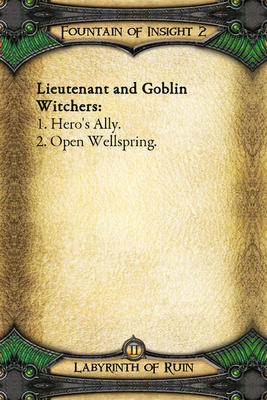 Fountain of Insight 2
Lieutenant and Goblin
Witchers:
1. Hero's Ally.
2. Open Wellspring.
II
Labyrinth of Ruin